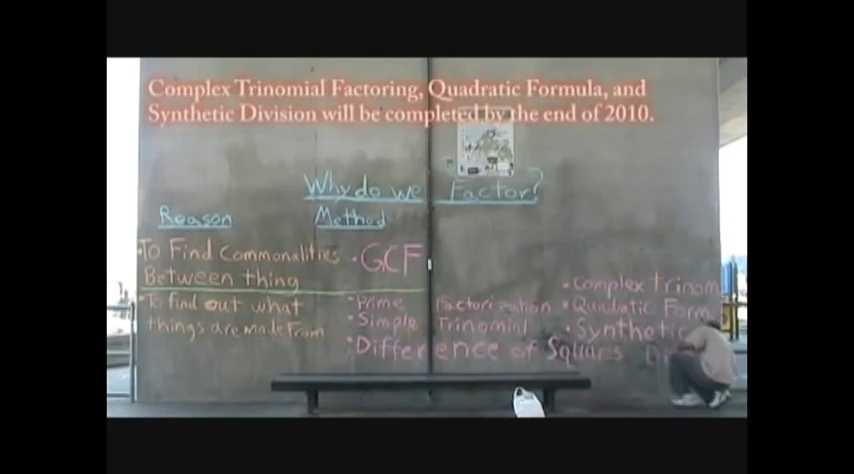 Complex Trinomial Factoring, Quadratic Formula, and
Synthetic Division will be completed by the end of 2010.
Why do we Factor?
Reason
Method
• To Find Commonalities
Between thing
• GCF
• To find out what
things are made From
• Prime Factorization
• Simple Trinomial
• Difference of Squares
• Complex Trinom
• Quadratic Form
• Synthetic
Di